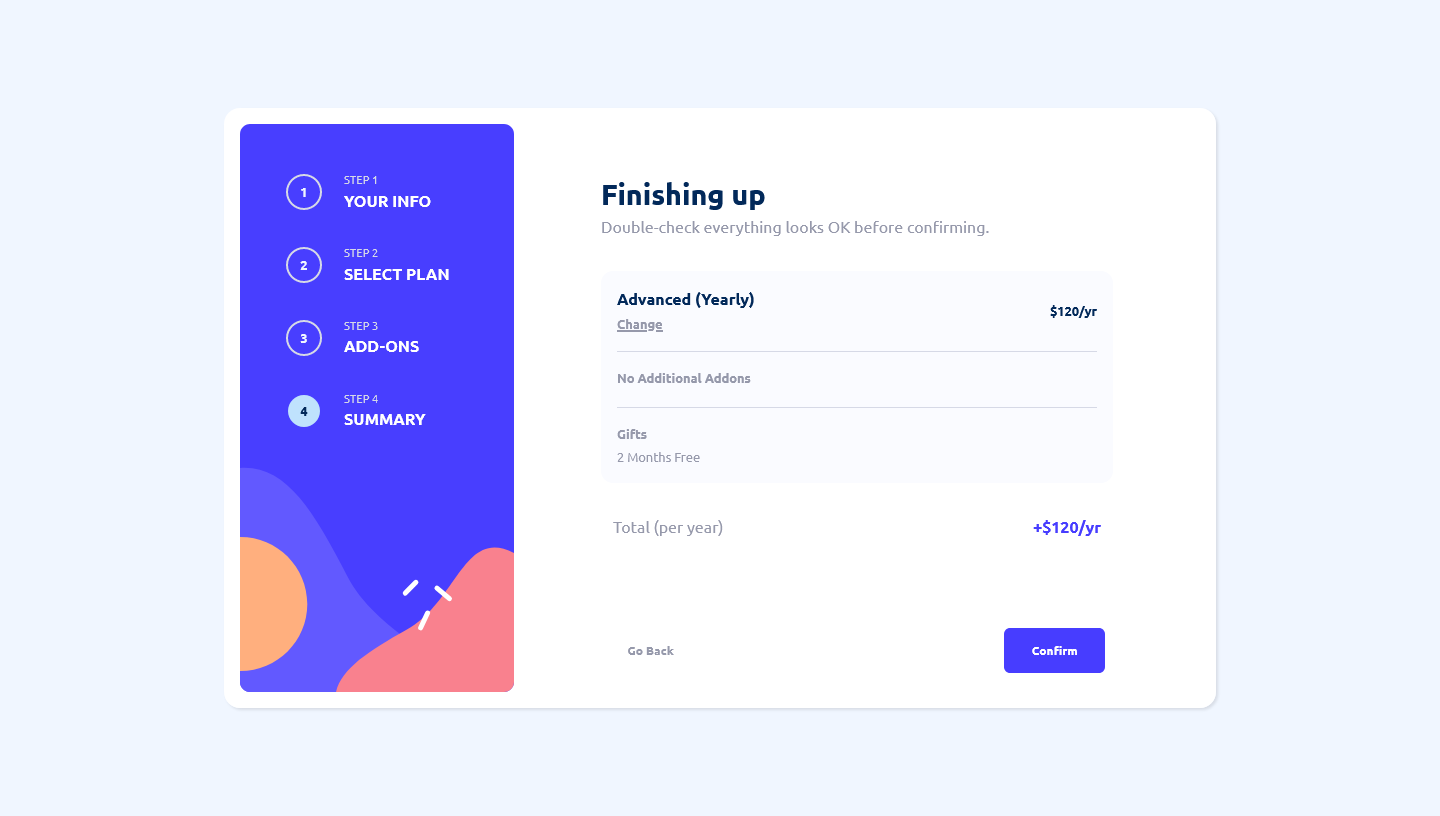 1
STEP 1
YOUR INFO
2
STEP 2
SELECT PLAN
3
STEP 3
ADD-ONS
4
STEP 4
SUMMARY
Finishing up
Double-check everything looks OK before confirming.
Advanced (Yearly)
Change
$120/yr
No Additional Addons
Gifts
2 Months Free
Total (per year)
+$120/yr
Go Back
Confirm